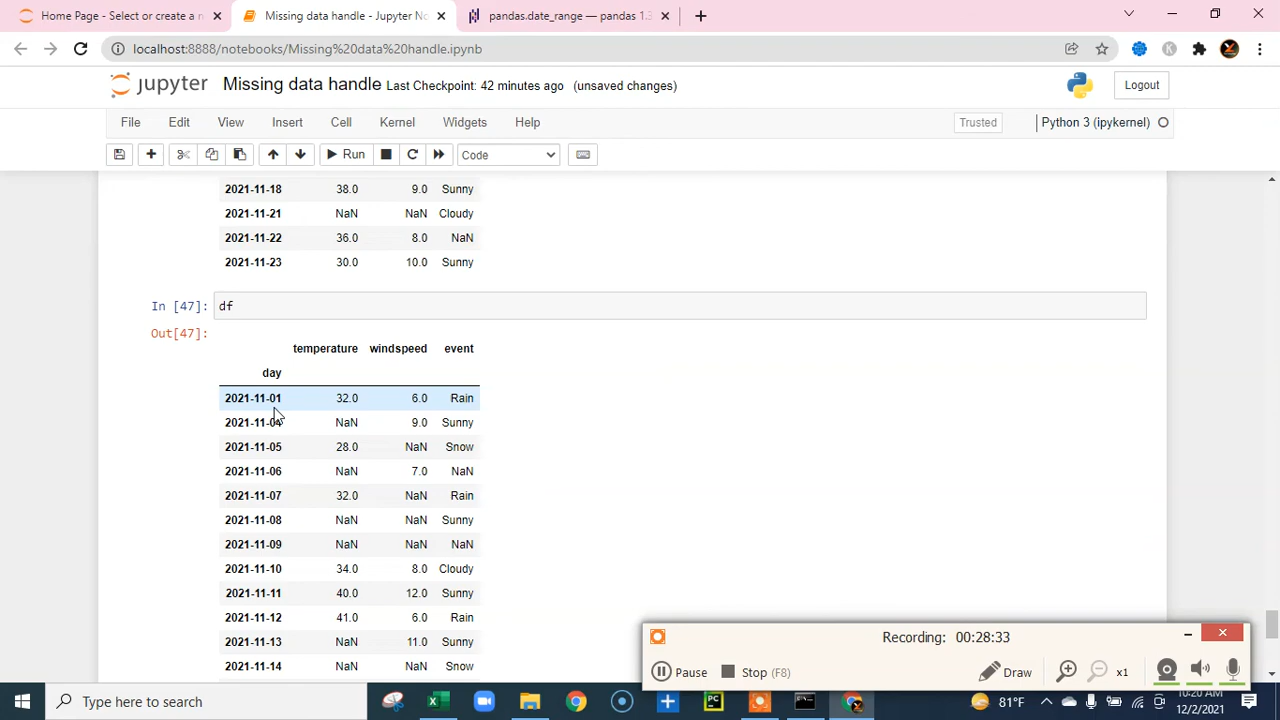 Home Page - Select or create a n
Missing data handle - Jupyter No
pandas.date_range — pandas 1.3
localhost:8888/notebooks/Missing%20data%20handle.ipynb
jupyter Missing data handle Last Checkpoint: 42 minutes ago (unsaved changes)
Logout
File Edit View Insert Cell Kernel Widgets Help
Trusted Python 3 (ipykernel)
Run Code
2021-11-18 38.0 9.0 Sunny
2021-11-21 NaN NaN Cloudy
2021-11-22 36.0 8.0 NaN
2021-11-23 30.0 10.0 Sunny
In [47]: df
Out[47]:
temperature windspeed event
day
2021-11-01 32.0 6.0 Rain
2021-11-04 NaN 9.0 Sunny
2021-11-05 28.0 NaN Snow
2021-11-06 NaN 7.0 NaN
2021-11-07 32.0 NaN Rain
2021-11-08 NaN NaN Sunny
2021-11-09 NaN NaN NaN
2021-11-10 34.0 8.0 Cloudy
2021-11-11 40.0 12.0 Sunny
2021-11-12 41.0 6.0 Rain
2021-11-13 NaN 11.0 Sunny
2021-11-14 NaN NaN Snow
Recording: 00:28:33
Pause Stop (F8) Draw x1
Type here to search
81°F
10:20 AM
12/2/2021